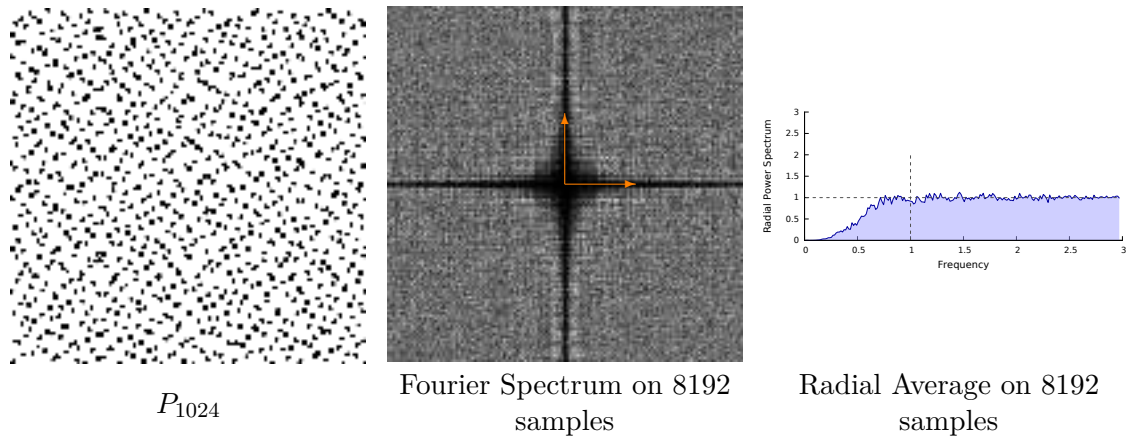 3
2.5
2
1.5
1
0.5
0
Radial Power Spectrum
0 0.5 1 1.5 2 2.5 3
Frequency
P1024
Fourier Spectrum on 8192
samples
Radial Average on 8192
samples